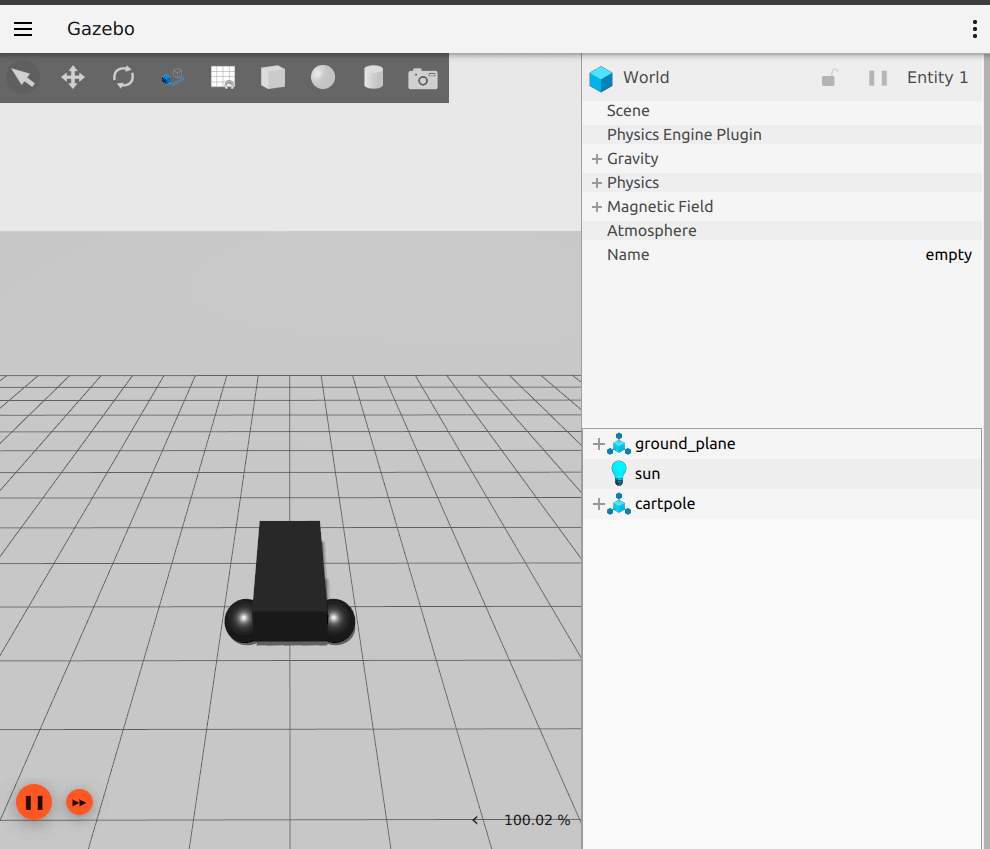 Gazebo
World Entity 1
Scene
Physics Engine Plugin
Gravity
Physics
Magnetic Field
Atmosphere
Name empty
ground_plane
sun
cartpole
100.02 %